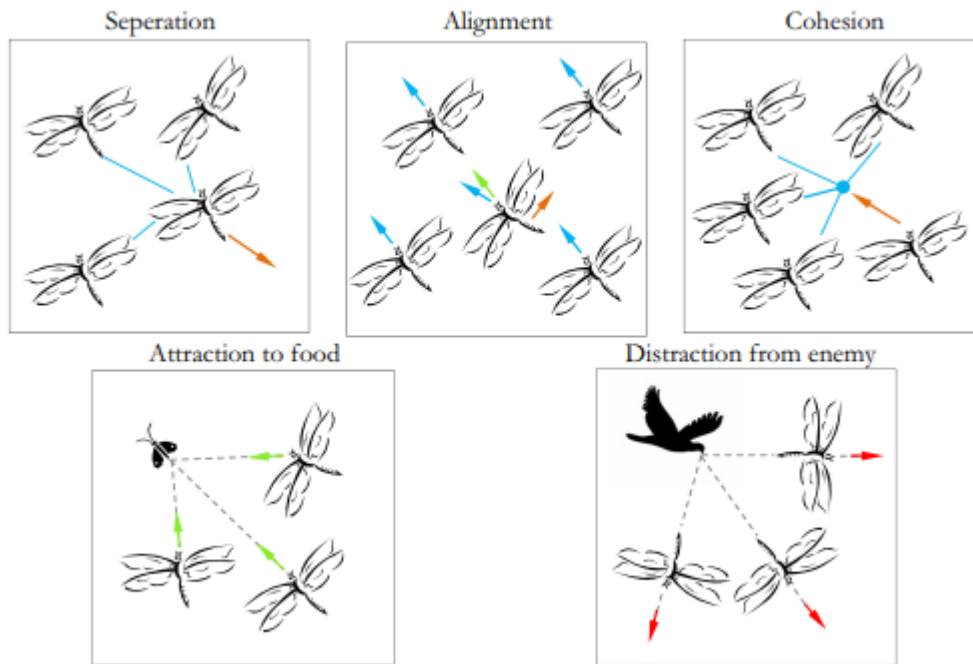 Seperation
Alignment
Cohesion
Attraction to food
Distraction from enemy